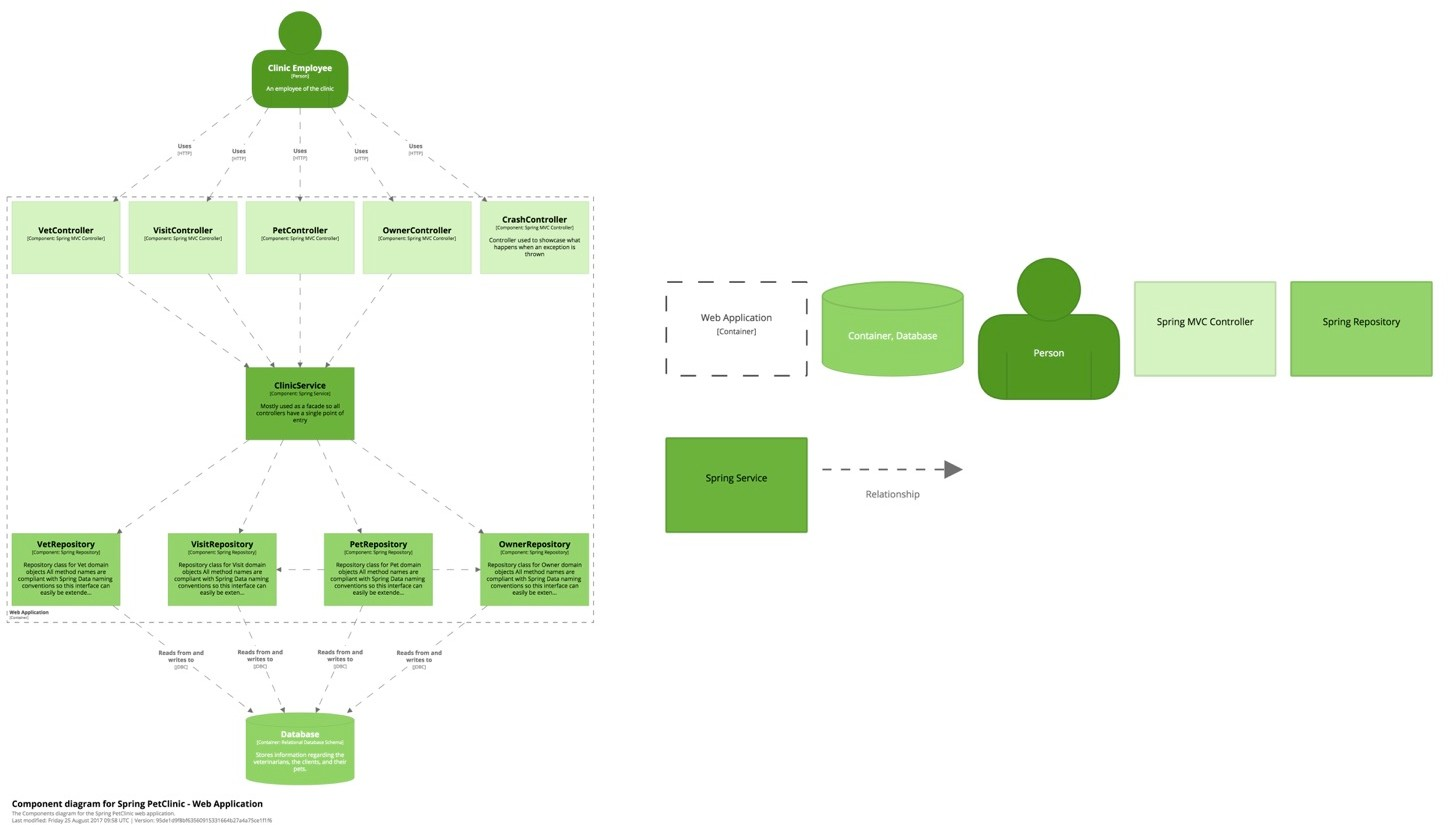 Clinic Employee
[Person]
An employee of the clinic
Uses
[HTTP]
Uses
[HTTP]
Uses
[HTTP]
Uses
[HTTP]
Uses
[HTTP]
VetController
[Component: Spring MVC Controller]
VisitController
[Component: Spring MVC Controller]
PetController
[Component: Spring MVC Controller]
OwnerController
[Component: Spring MVC Controller]
CrashController
[Component: Spring MVC Controller]
Controller used to showcase what
happens when an exception is
thrown
ClinicService
[Component: Spring Service]
Mostly used as a facade so all
controllers have a single point of
entry
VetRepository
[Component: Spring Repository]
Repository class for Vet domain
objects All method names are
compliant with Spring Data naming
conventions so this interface can
easily be extende...
VisitRepository
[Component: Spring Repository]
Repository class for Visit domain
objects All method names are
compliant with Spring Data naming
conventions so this interface can
easily be exten...
PetRepository
[Component: Spring Repository]
Repository class for Pet domain
objects All method names are
compliant with Spring Data naming
conventions so this interface can
easily be extende...
OwnerRepository
[Component: Spring Repository]
Repository class for Owner domain
objects All method names are
compliant with Spring Data naming
conventions so this interface can
easily be exten...
Web Application
[Container]
Reads from and
writes to
[JDBC]
Reads from and
writes to
[JDBC]
Reads from and
writes to
[JDBC]
Reads from and
writes to
[JDBC]
Database
[Container: Relational Database Schema]
Stores information regarding the
veterinarians, the clients, and their
pets.
Component diagram for Spring PetClinic - Web Application
The Components diagram for the Spring PetClinic web application.
Last modified: Friday 25 August 2017 09:58 UTC | Version: 95de1d9f8bf63560915331664b27a4a75ce1f1f6
Web Application
[Container]
Container, Database
Person
Spring MVC Controller
Spring Repository
Spring Service
Relationship